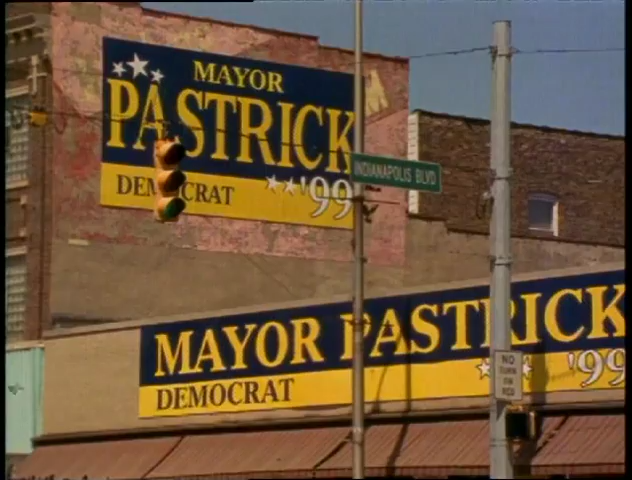 MAYOR
PASTRICK
DEMOCRAT
'99
INDIANAPOLIS BLVD
MAYOR PASTRICK
DEMOCRAT
'99
NO
TURN
ON
RED